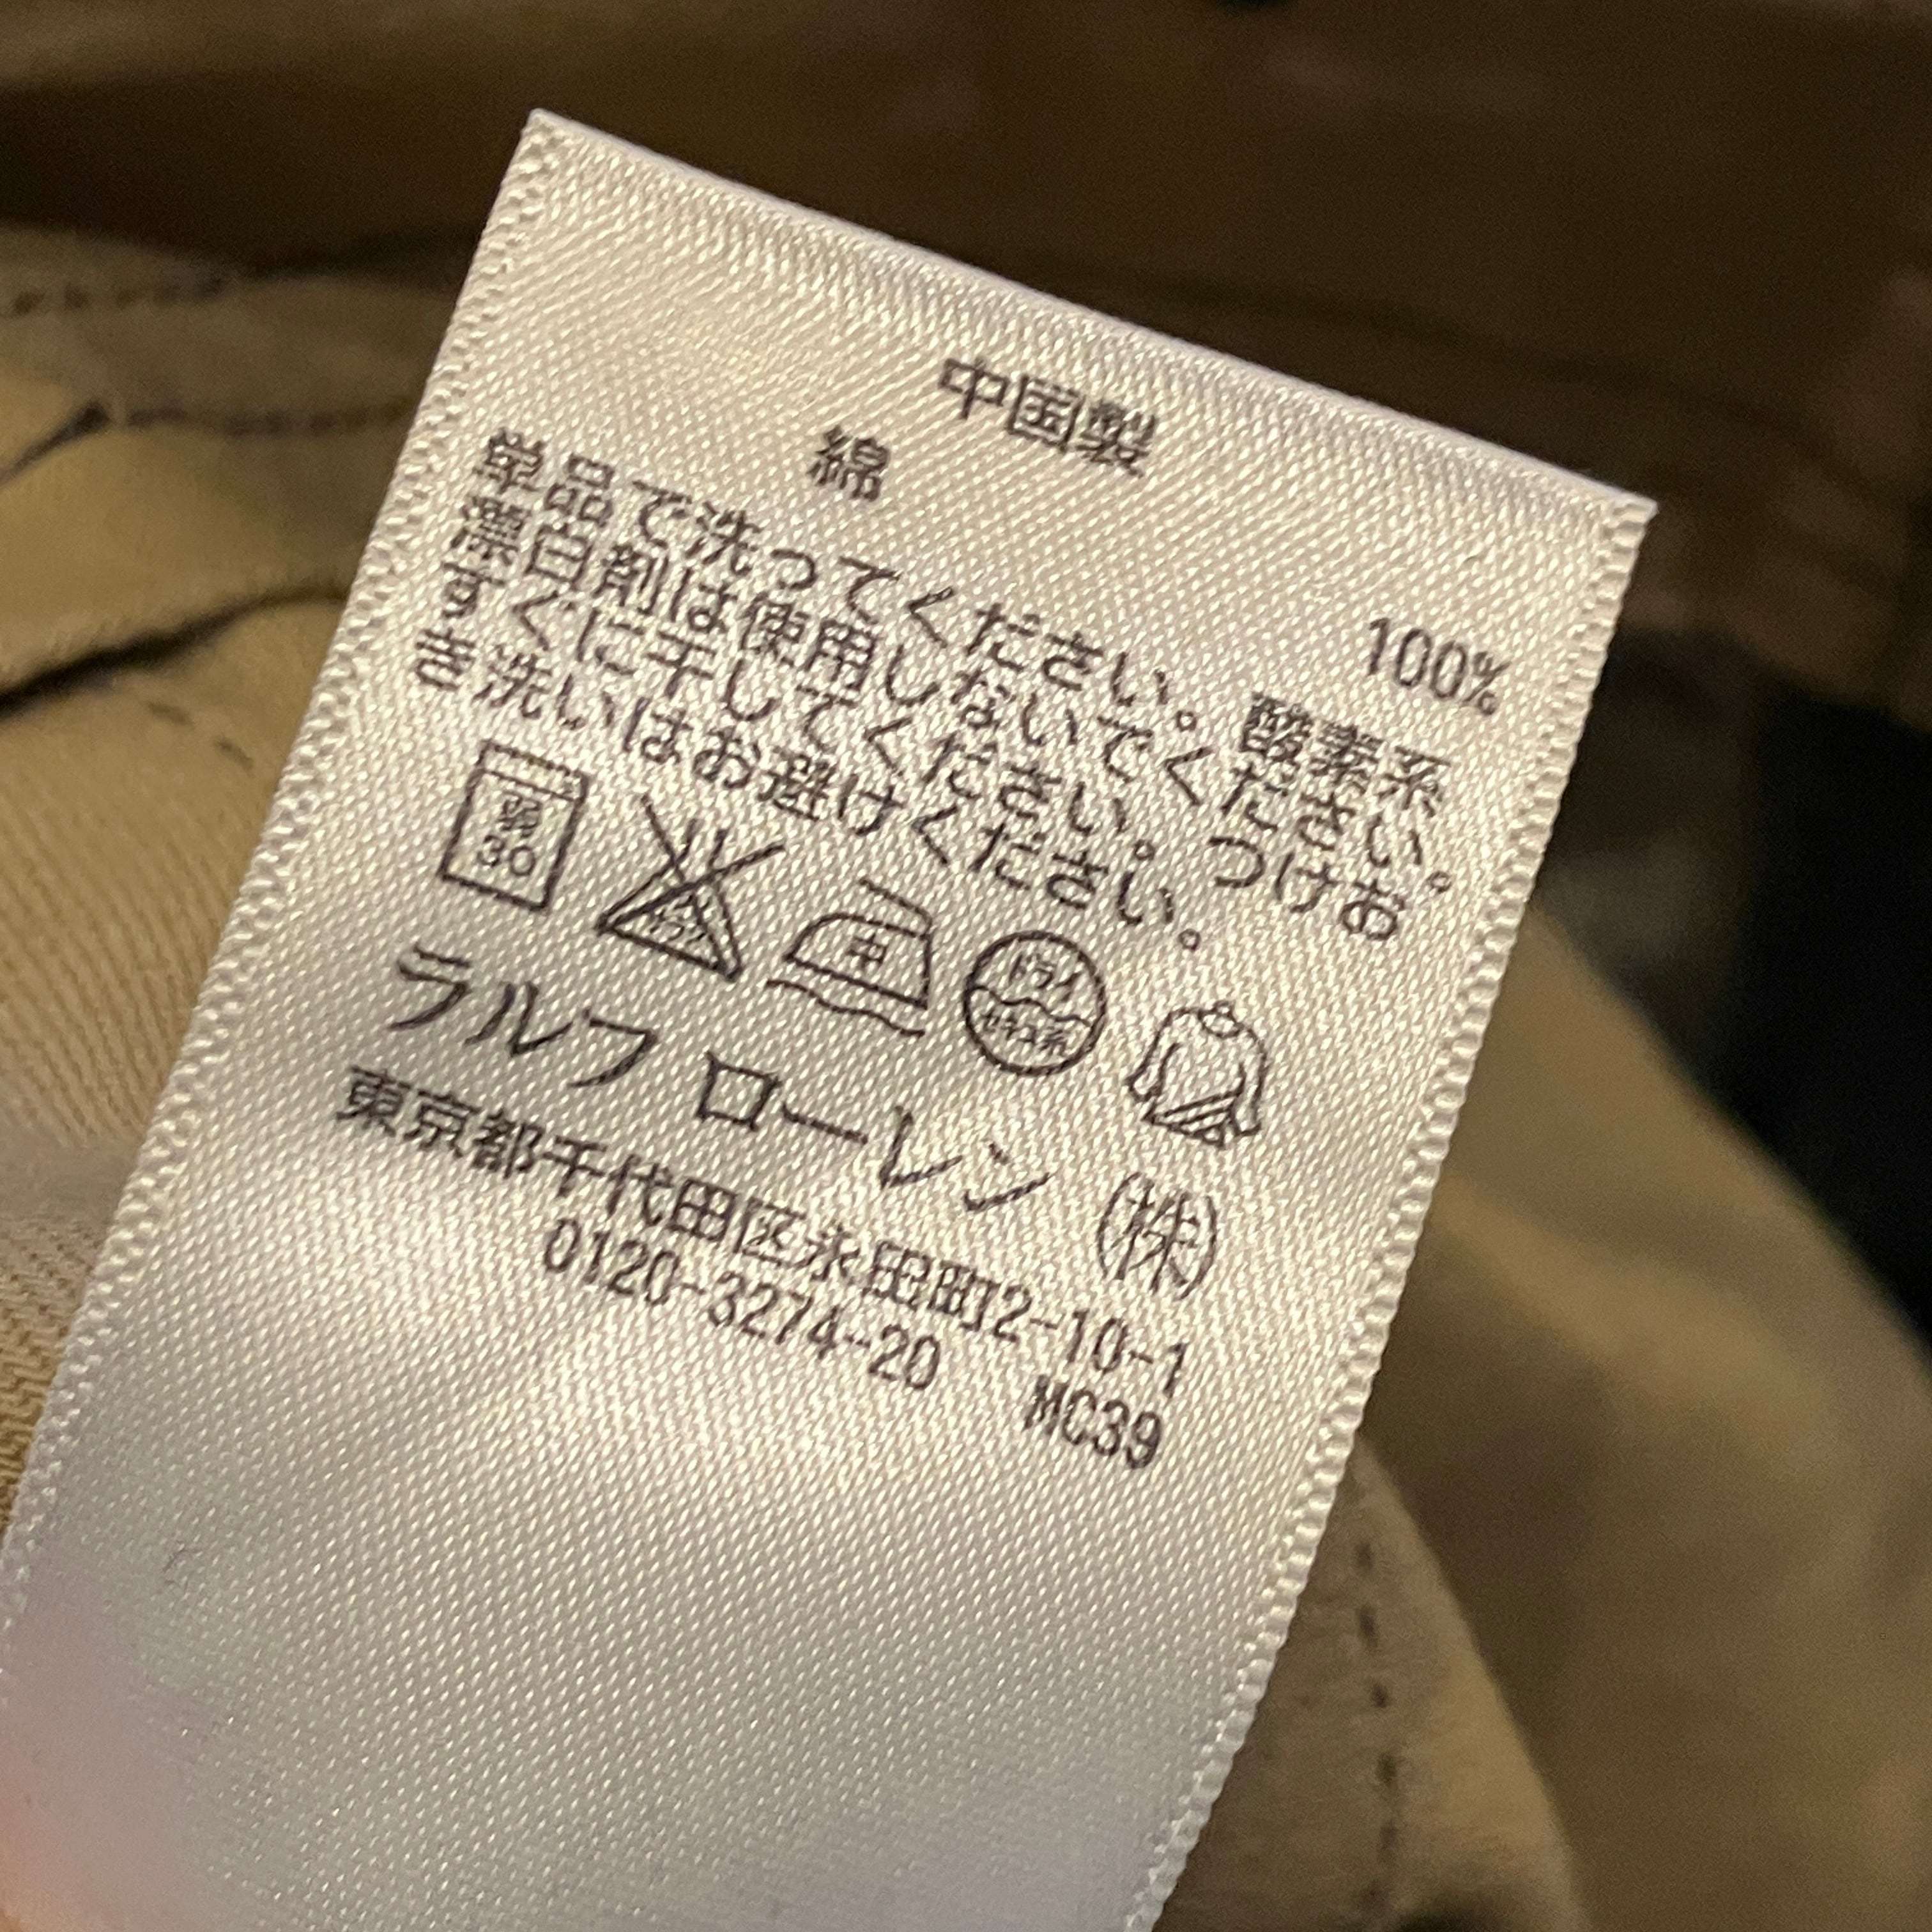 中国製
綿 100%
単品で洗ってください。酸素系
漂白剤は使用しないでください。
すぐに干してください。つけお
き洗いはお避けください。
弱 30 中 ドライ セキユ系
ラルフ ローレン (株)
東京都千代田区永田町2-10-1
0120-3274-20 MC39